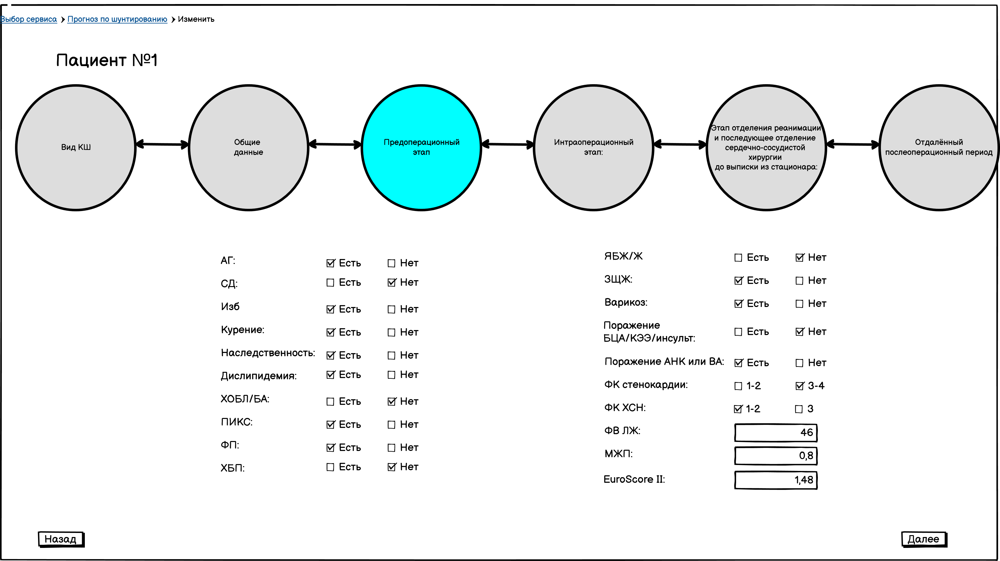 Выбор сервиса Прогноз по шунтированию Изменить
Пациент №1
Вид КШ
Общие
данные
Предоперационный
этап
Интраоперационный
этап:
Этап отделения реанимации
и последующее отделение
сердечно-сосудистой
хирургии
до выписки из стационара:
Отдалённый
послеоперационный период
АГ: Есть Нет
СД: Есть Нет
Изб Есть Нет
Курение: Есть Нет
Наследственность: Есть Нет
Дислипидемия: Есть Нет
ХОБЛ/БА: Есть Нет
ПИКС: Есть Нет
ФП: Есть Нет
ХБП: Есть Нет
ЯБЖ/Ж Есть Нет
ЗЩЖ: Есть Нет
Варикоз: Есть Нет
Поражение
БЦА/КЭЭ/инсульт: Есть Нет
Поражение АНК или ВА: Есть Нет
ФК стенокардии: 1-2 3-4
ФК ХСН: 1-2 3
ФВ ЛЖ: 46
МЖП: 0,8
EuroScore II: 1,48
Назад
Далее